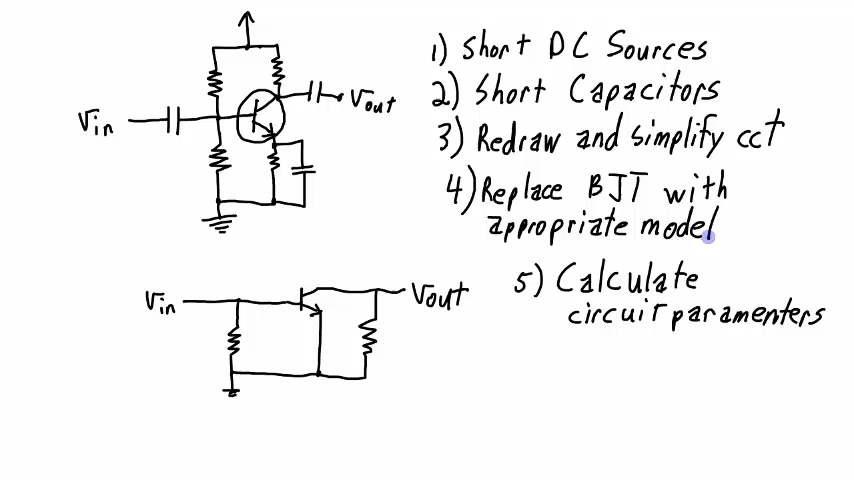 1) Short DC Sources
2) Short Capacitors
3) Redraw and simplify cct
4) Replace BJT with
appropriate model
5) Calculate
circuit paramenters
Vin
Vout
Vin
Vout